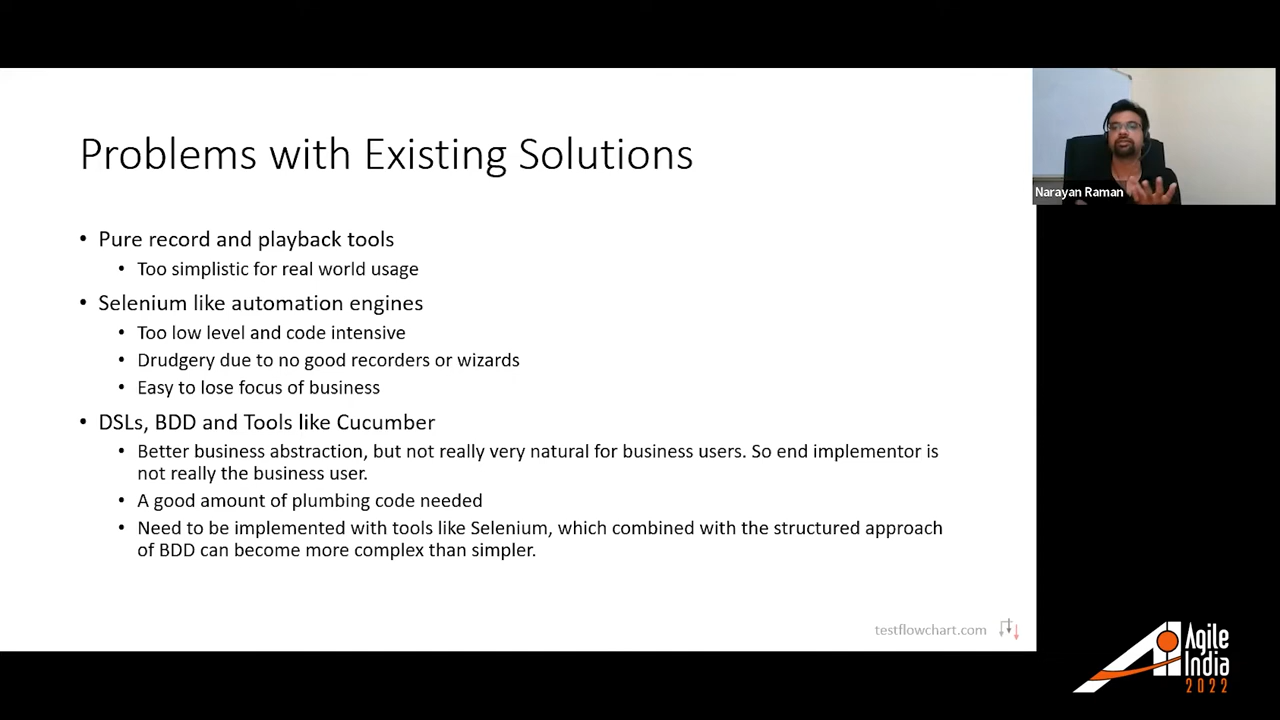 Problems with Existing Solutions
• Pure record and playback tools
• Too simplistic for real world usage
• Selenium like automation engines
• Too low level and code intensive
• Drudgery due to no good recorders or wizards
• Easy to lose focus of business
• DSLs, BDD and Tools like Cucumber
• Better business abstraction, but not really very natural for business users. So end implementor is
not really the business user.
• A good amount of plumbing code needed
• Need to be implemented with tools like Selenium, which combined with the structured approach
of BDD can become more complex than simpler.
testflowchart.com
Narayan Raman
Agile
India
2022